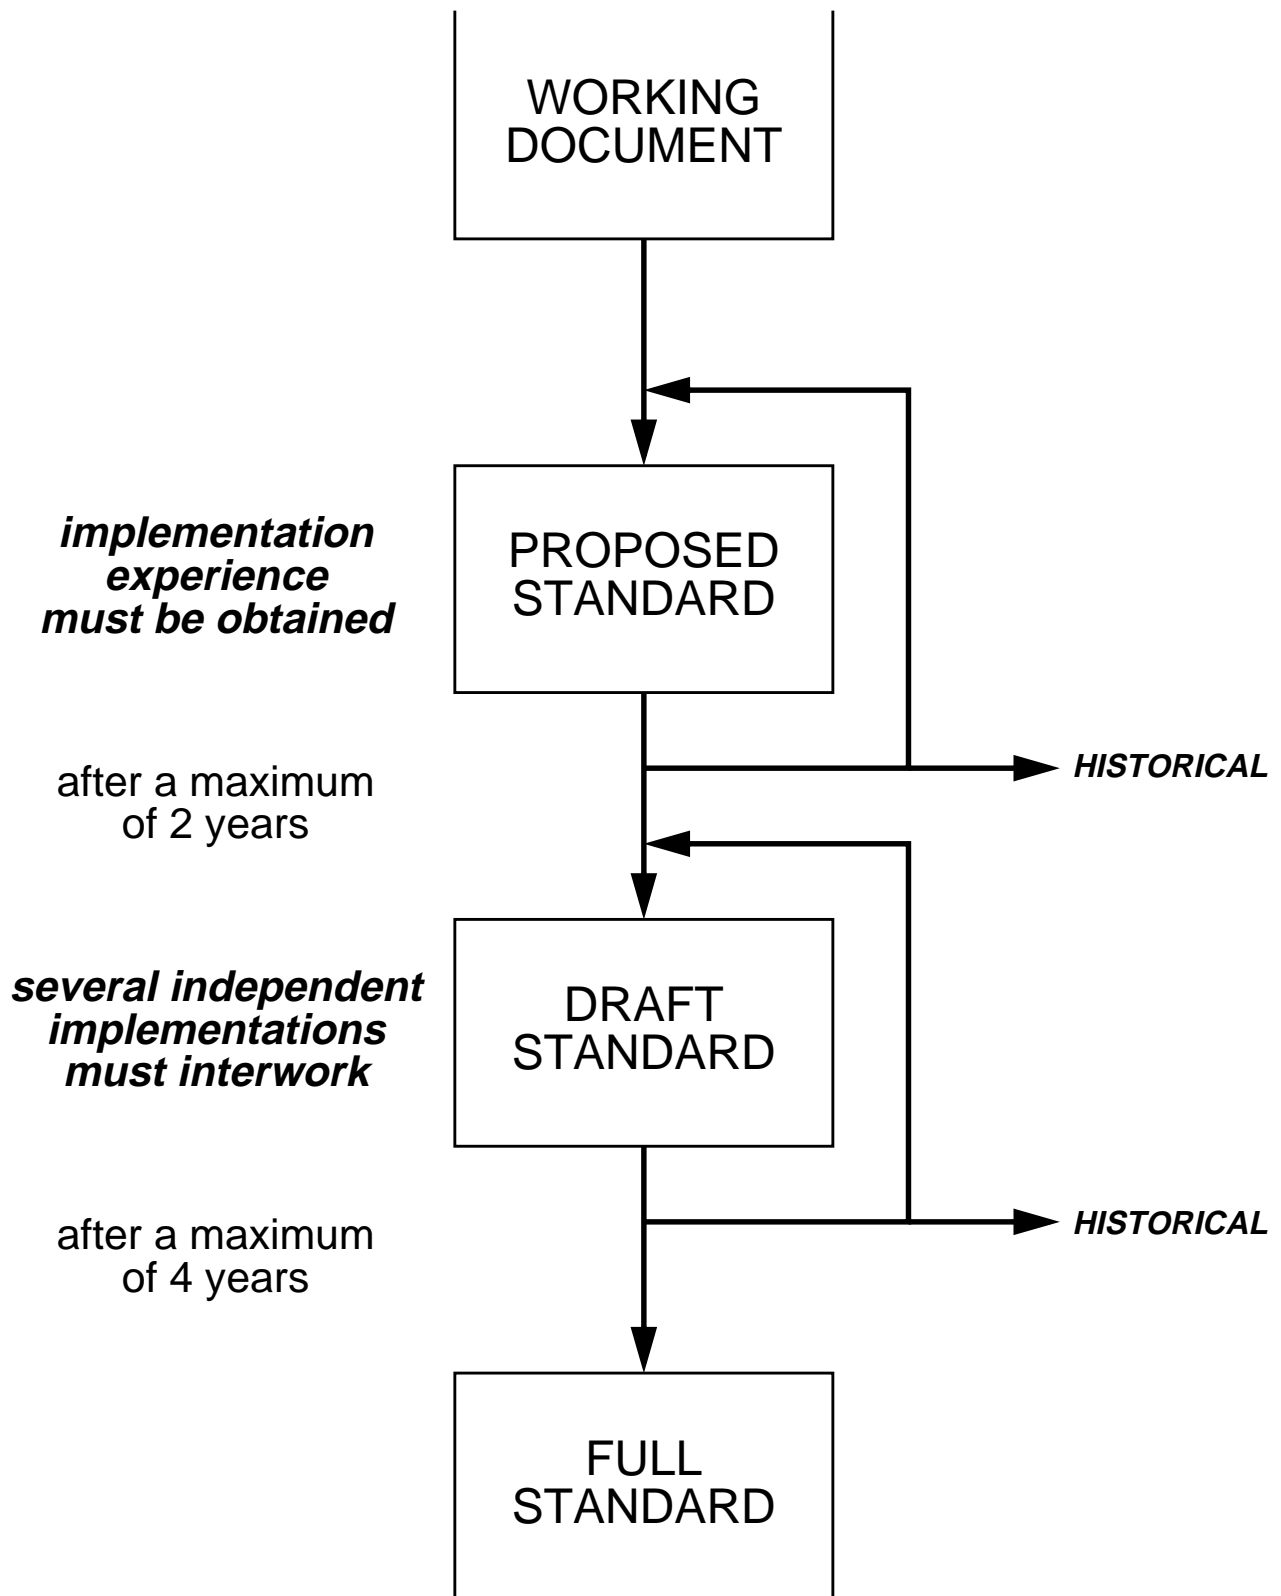 WORKING
DOCUMENT
implementation
experience
must be obtained
PROPOSED
STANDARD
after a maximum
of 2 years
HISTORICAL
several independent
implementations
must interwork
DRAFT
STANDARD
after a maximum
of 4 years
HISTORICAL
FULL
STANDARD